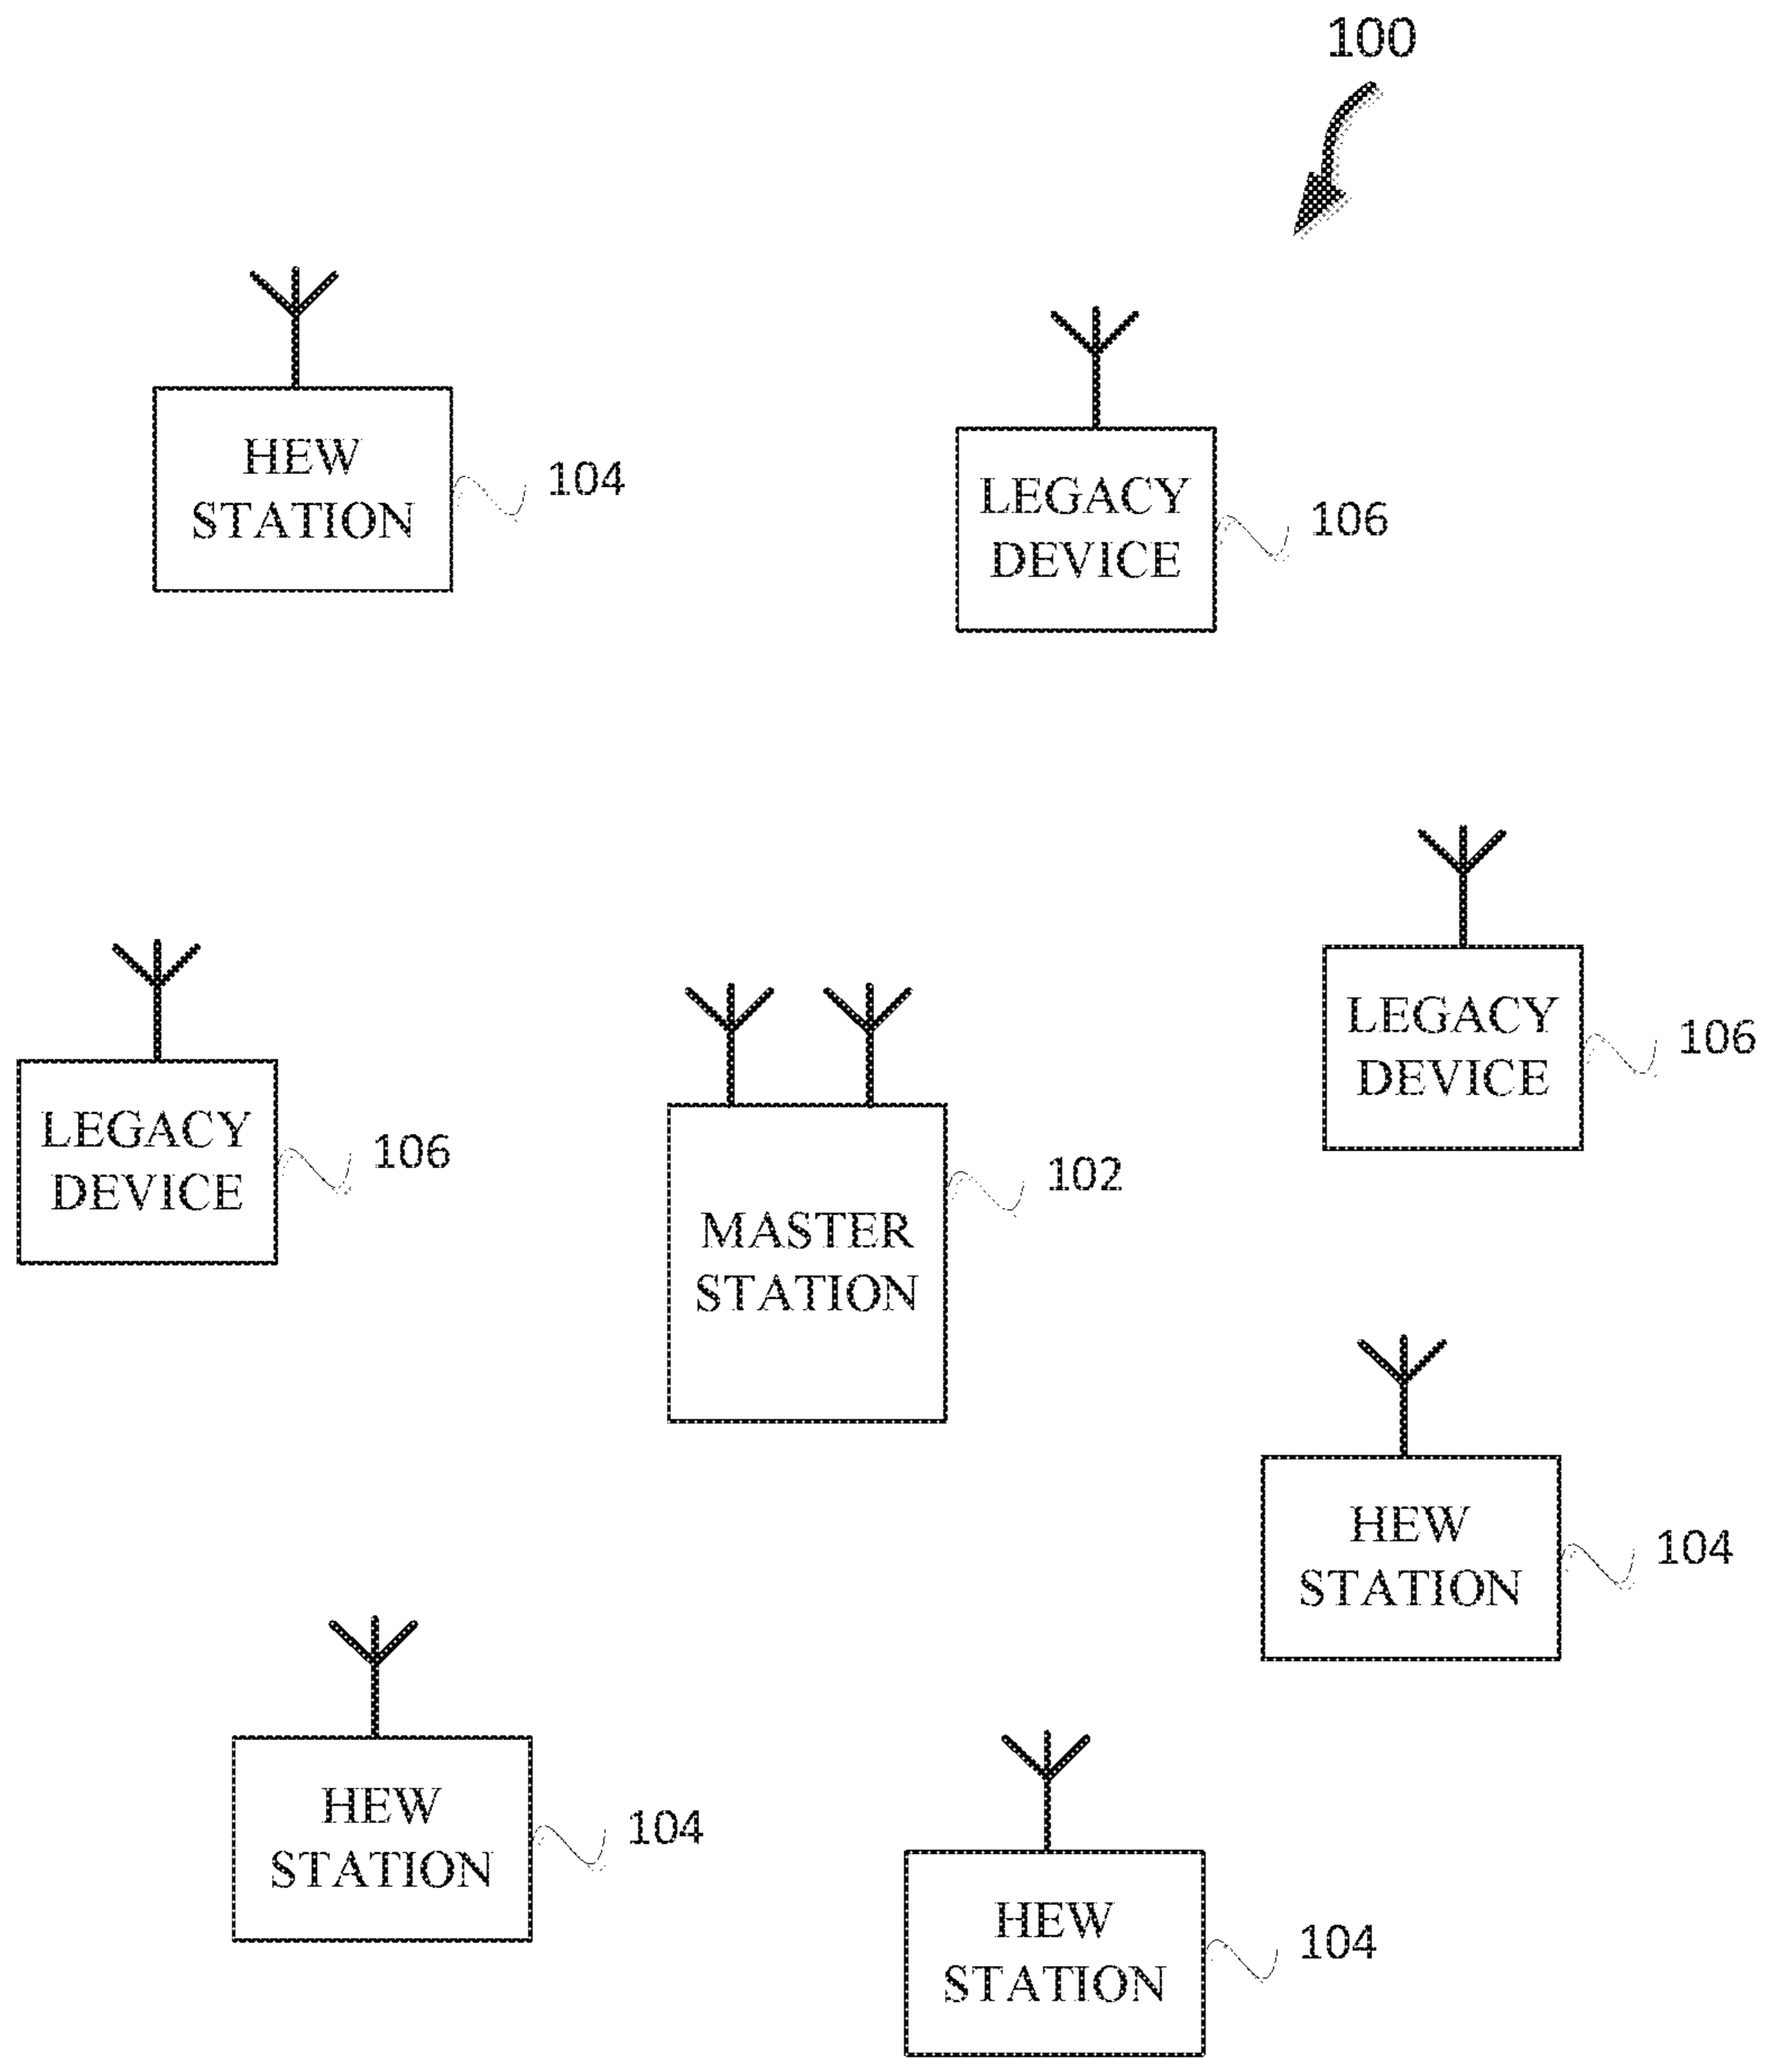 100
HEW
STATION
104
LEGACY
DEVICE
106
LEGACY
DEVICE
106
LEGACY
DEVICE
106
MASTER
STATION
102
HEW
STATION
104
HEW
STATION
104
HEW
STATION
104